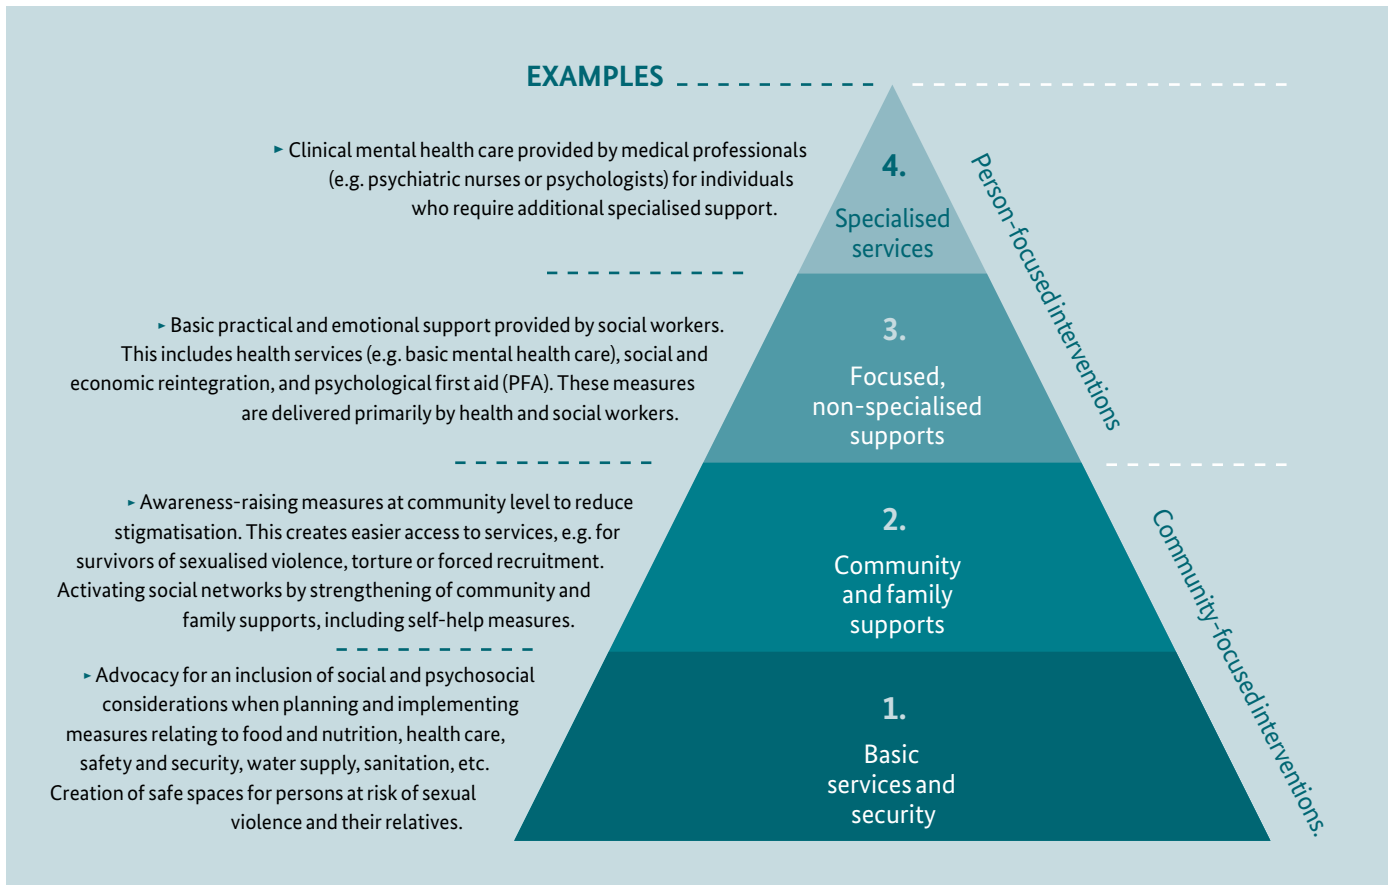 EXAMPLES
► Clinical mental health care provided by medical professionals
(e.g. psychiatric nurses or psychologists) for individuals
who require additional specialised support.
4.
Specialised
services
► Basic practical and emotional support provided by social workers.
This includes health services (e.g. basic mental health care), social and
economic reintegration, and psychological first aid (PFA). These measures
are delivered primarily by health and social workers.
3.
Focused,
non-specialised
supports
Person-focused interventions
► Awareness-raising measures at community level to reduce
stigmatisation. This creates easier access to services, e.g. for
survivors of sexualised violence, torture or forced recruitment.
Activating social networks by strengthening of community and
family supports, including self-help measures.
2.
Community
and family
supports
► Advocacy for an inclusion of social and psychosocial
considerations when planning and implementing
measures relating to food and nutrition, health care,
safety and security, water supply, sanitation, etc.
Creation of safe spaces for persons at risk of sexual
violence and their relatives.
1.
Basic
services and
security
Community-focused interventions.